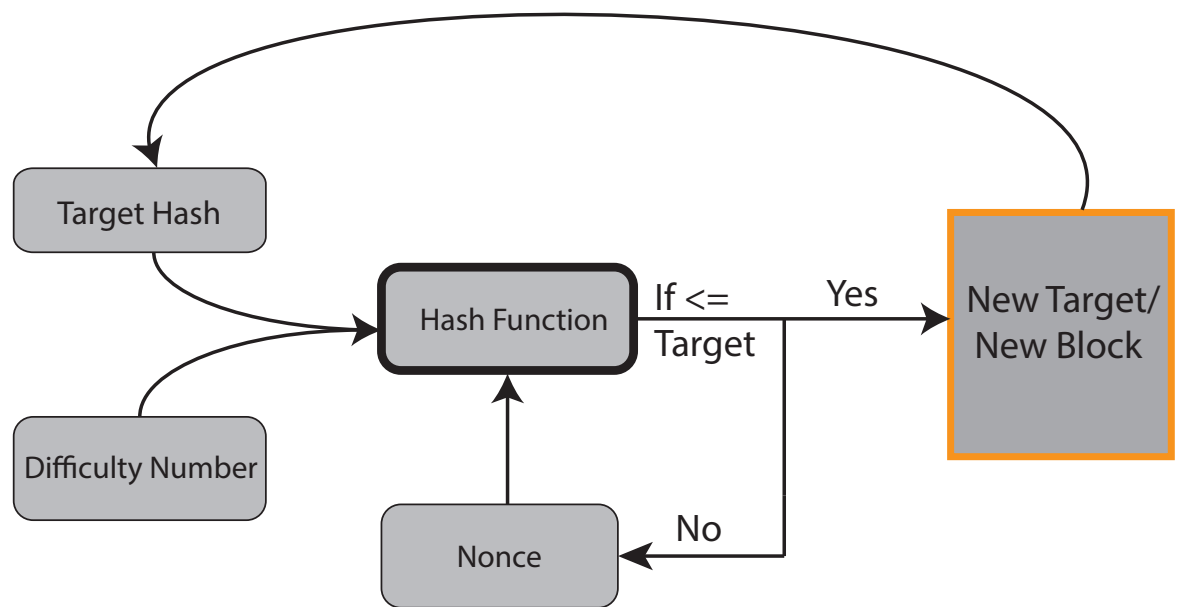 Target Hash
Hash Function
If <=
Target
Yes
New Target/
New Block
Difficulty Number
Nonce
No